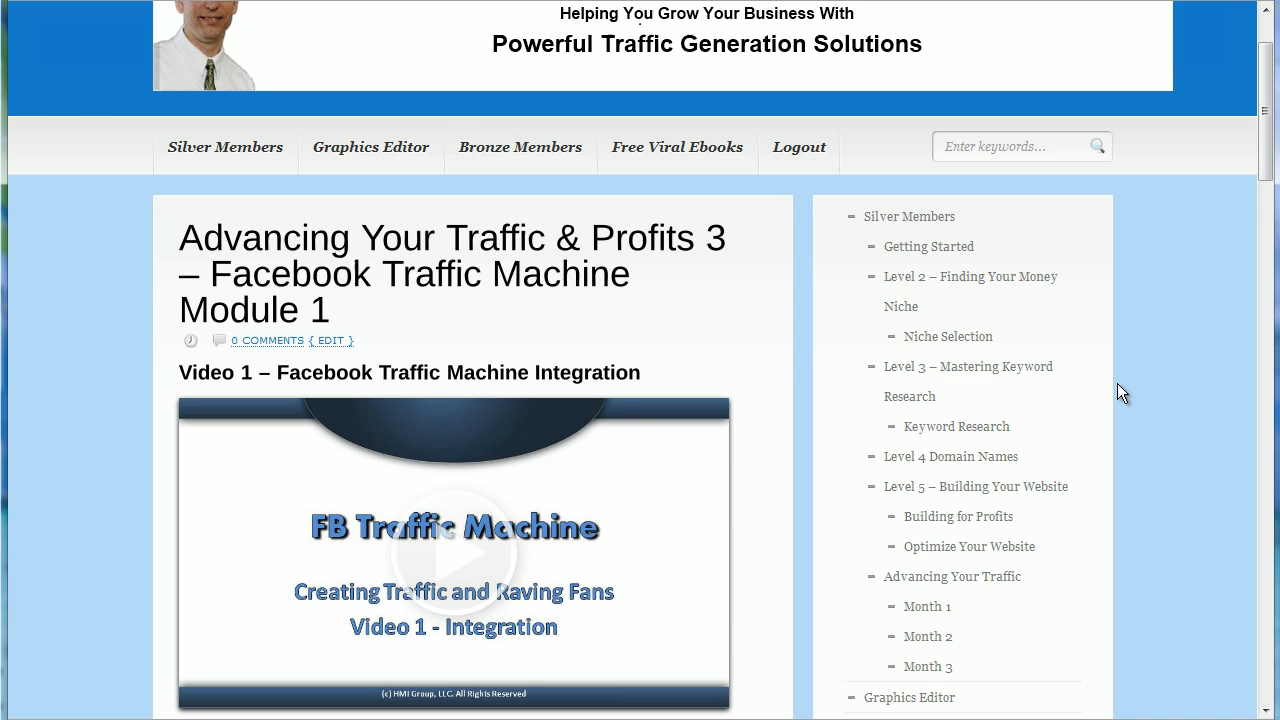 Helping You Grow Your Business With
Powerful Traffic Generation Solutions
Silver Members
Graphics Editor
Bronze Members
Free Viral Ebooks
Logout
Enter keywords...
Advancing Your Traffic & Profits 3
– Facebook Traffic Machine
Module 1
0 COMMENTS { EDIT }
Video 1 – Facebook Traffic Machine Integration
FB Traffic Machine
Creating Traffic and Raving Fans
Video 1 - Integration
(c) HMI Group, LLC. All Rights Reserved
Silver Members
Getting Started
Level 2 – Finding Your Money
Niche
Niche Selection
Level 3 – Mastering Keyword
Research
Keyword Research
Level 4 Domain Names
Level 5 – Building Your Website
Building for Profits
Optimize Your Website
Advancing Your Traffic
Month 1
Month 2
Month 3
Graphics Editor